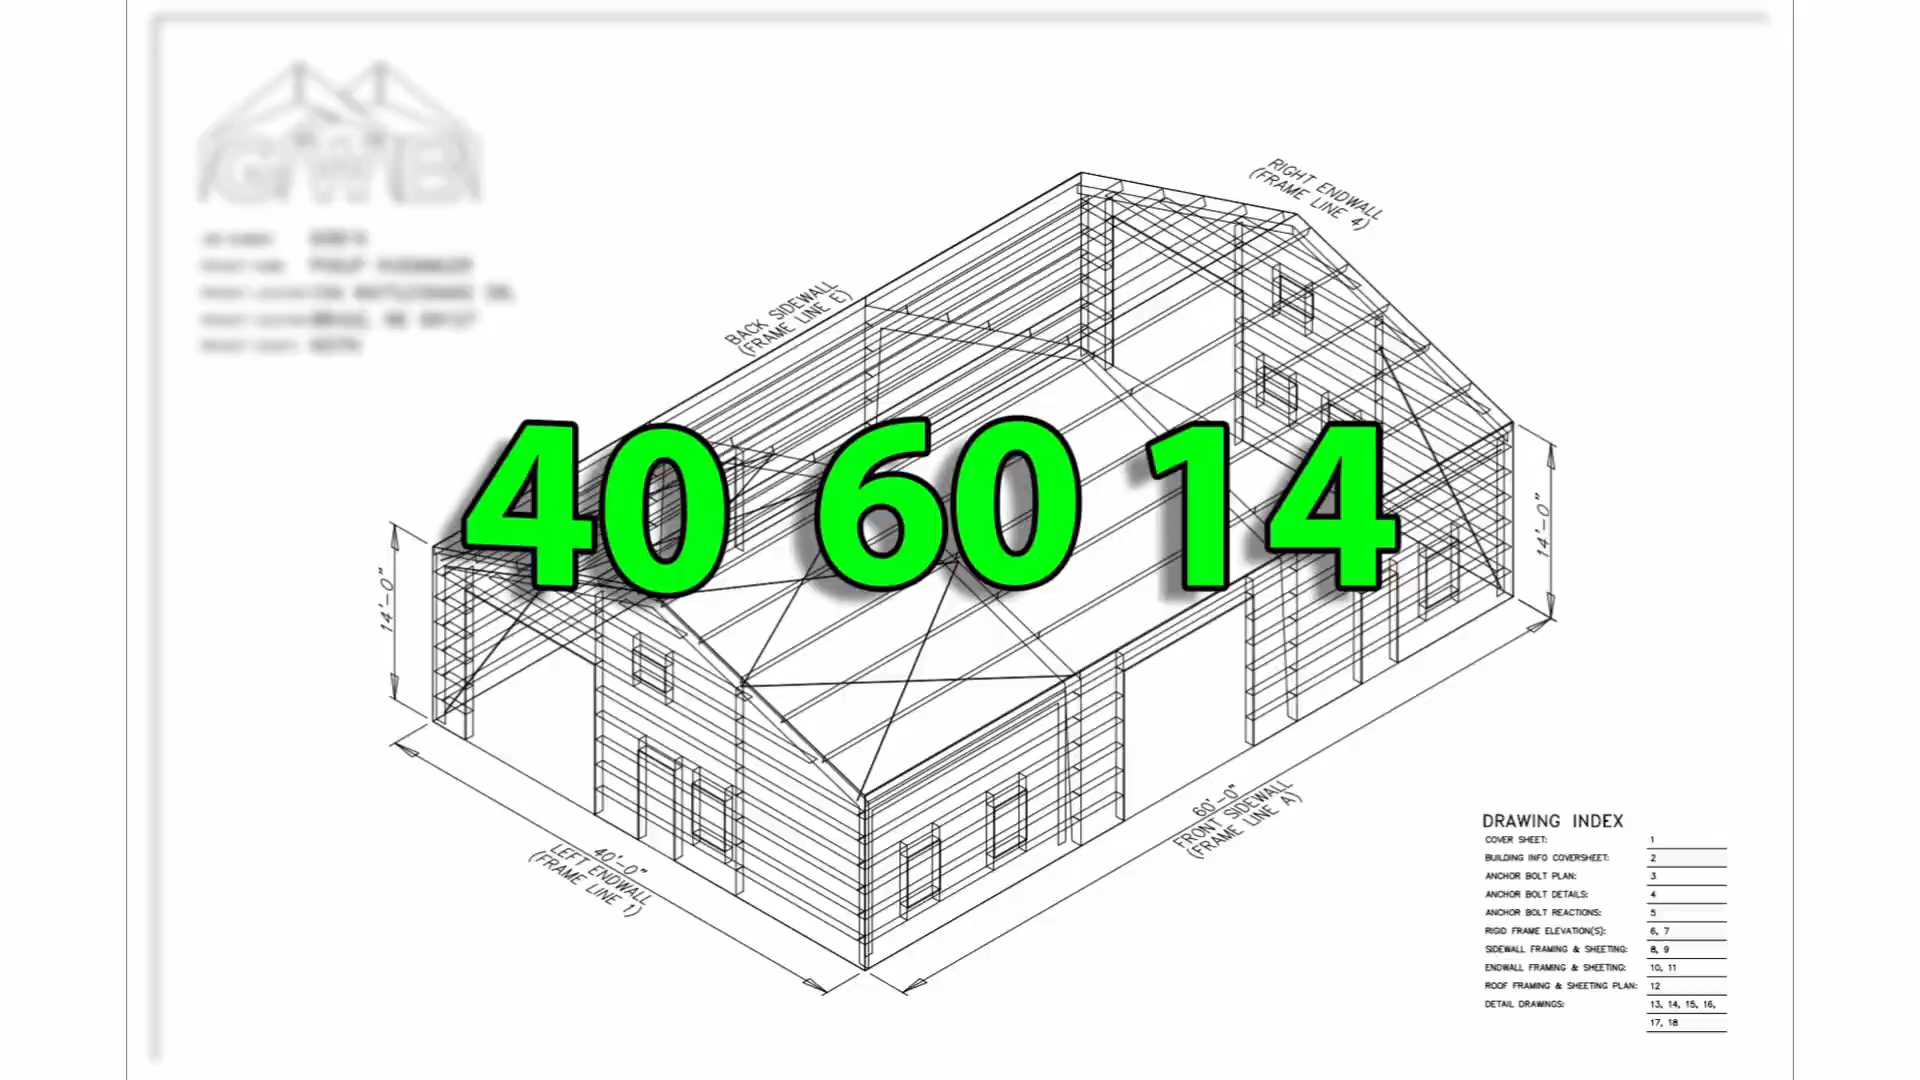 RIGHT ENDWALL
(FRAME LINE 4)
BACK SIDEWALL
(FRAME LINE E)
40 60 14
14'-0"
14'-0"
40'-0"
LEFT ENDWALL
(FRAME LINE 1)
60'-0"
FRONT SIDEWALL
(FRAME LINE A)
DRAWING INDEX
COVER SHEET: 1
BUILDING INFO COVERSHEET: 2
ANCHOR BOLT PLAN: 3
ANCHOR BOLT DETAILS: 4
ANCHOR BOLT REACTIONS: 5
RIGID FRAME ELEVATION(S): 6, 7
SIDEWALL FRAMING & SHEETING: 8, 9
ENDWALL FRAMING & SHEETING: 10, 11
ROOF FRAMING & SHEETING PLAN: 12
DETAIL DRAWINGS: 13, 14, 15, 16,
17, 18